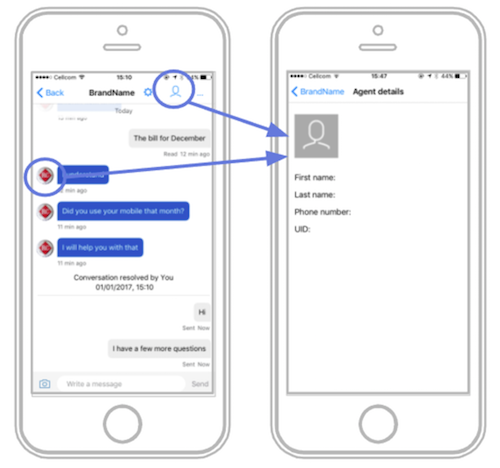 Cellcom 15:10 44%
Back BrandName ...
Today
12 min ago
The bill for December
Read 12 min ago
I understand
12 min ago
Did you use your mobile that month?
I will help you with that
11 min ago
Conversation resolved by You
01/01/2017, 15:10
Hi
Sent Now
I have a few more questions
Sent Now
Write a message Send
Cellcom 15:47 44%
BrandName Agent details
First name:
Last name:
Phone number:
UID: